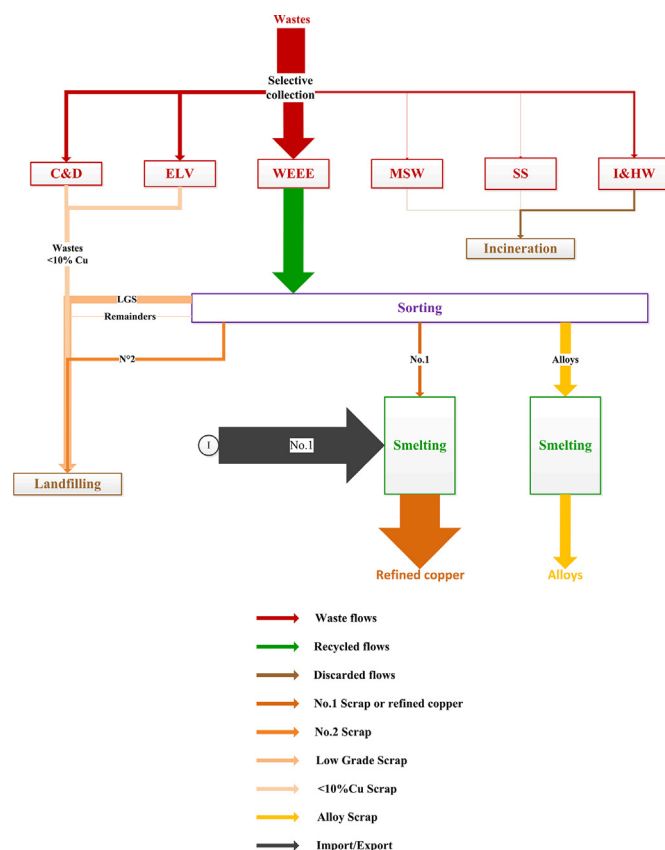 Wastes
Selective
collection
C&D
ELV
WEEE
MSW
SS
I&HW
Incineration
Wastes
<10% Cu
LGS
Sorting
Remainders
N°2
No.1
Alloys
1
No.1
Smelting
Smelting
Landfilling
Refined copper
Alloys
Waste flows
Recycled flows
Discarded flows
No.1 Scrap or refined copper
No.2 Scrap
Low Grade Scrap
<10%Cu Scrap
Alloy Scrap
Import/Export